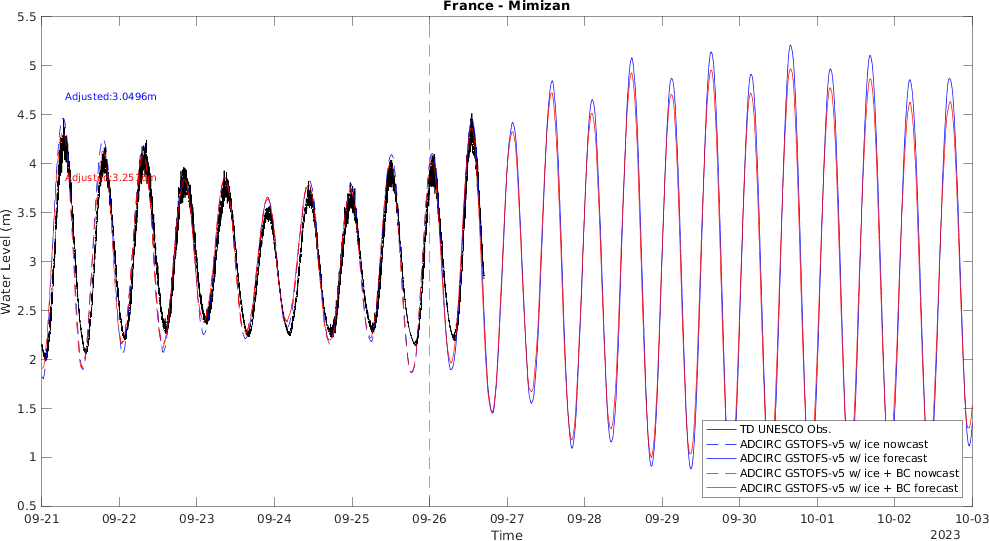 France - Mimizan
5.5
5
4.5
4
3.5
3
2.5
2
1.5
1
0.5
Water Level (m)
Adjusted:3.0496m
TD UNESCO Obs.
ADCIRC GSTOFS-v5 w/ ice nowcast
ADCIRC GSTOFS-v5 w/ ice forecast
ADCIRC GSTOFS-v5 w/ ice + BC nowcast
ADCIRC GSTOFS-v5 w/ ice + BC forecast
09-21 09-22 09-23 09-24 09-25 09-26 09-27 09-28 09-29 09-30 10-01 10-02 10-03
Time
2023